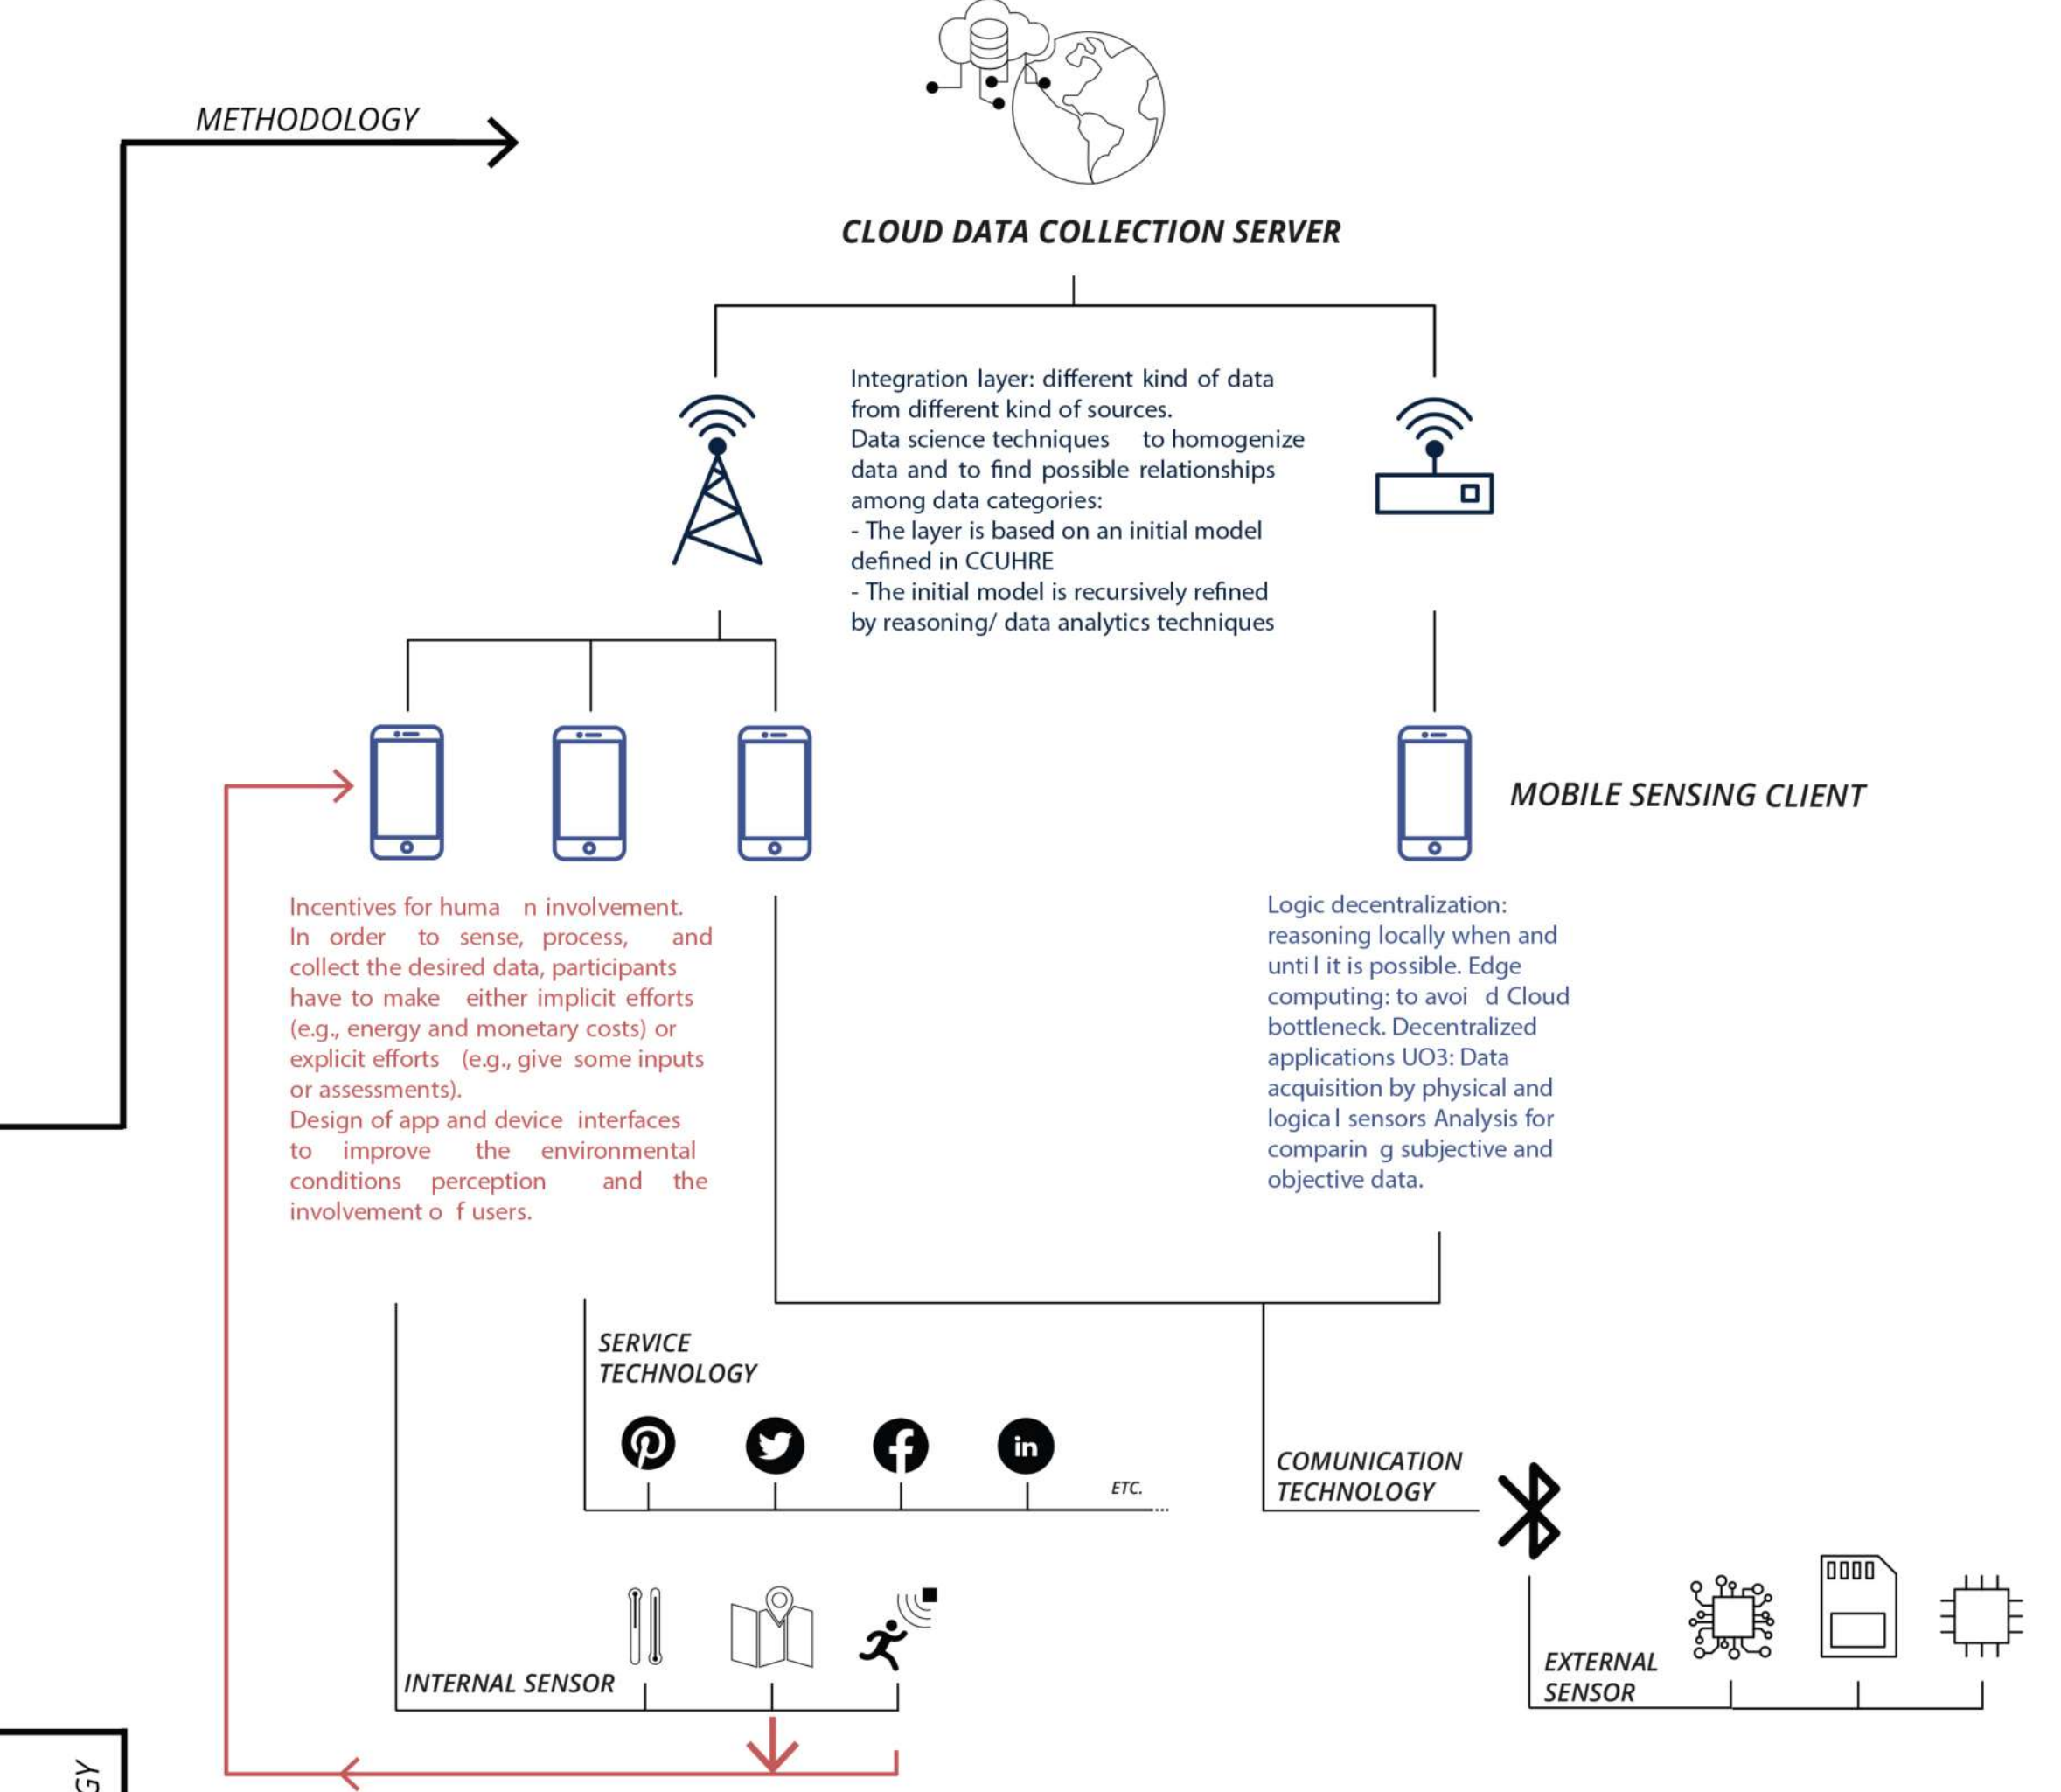 METHODOLOGY
CLOUD DATA COLLECTION SERVER
Integration layer: different kind of data
from different kind of sources.
Data science techniques to homogenize
data and to find possible relationships
among data categories:
- The layer is based on an initial model
defined in CCUHRE
- The initial model is recursively refined
by reasoning/ data analytics techniques
MOBILE SENSING CLIENT
Incentives for huma n involvement.
In order to sense, process, and
collect the desired data, participants
have to make either implicit efforts
(e.g., energy and monetary costs) or
explicit efforts (e.g., give some inputs
or assessments).
Design of app and device interfaces
to improve the environmental
conditions perception and the
involvement o f users.
Logic decentralization:
reasoning locally when and
unti l it is possible. Edge
computing: to avoi d Cloud
bottleneck. Decentralized
applications UO3: Data
acquisition by physical and
logica l sensors Analysis for
comparin g subjective and
objective data.
SERVICE
TECHNOLOGY
in
ETC.
COMUNICATION
TECHNOLOGY
INTERNAL SENSOR
EXTERNAL
SENSOR
GY